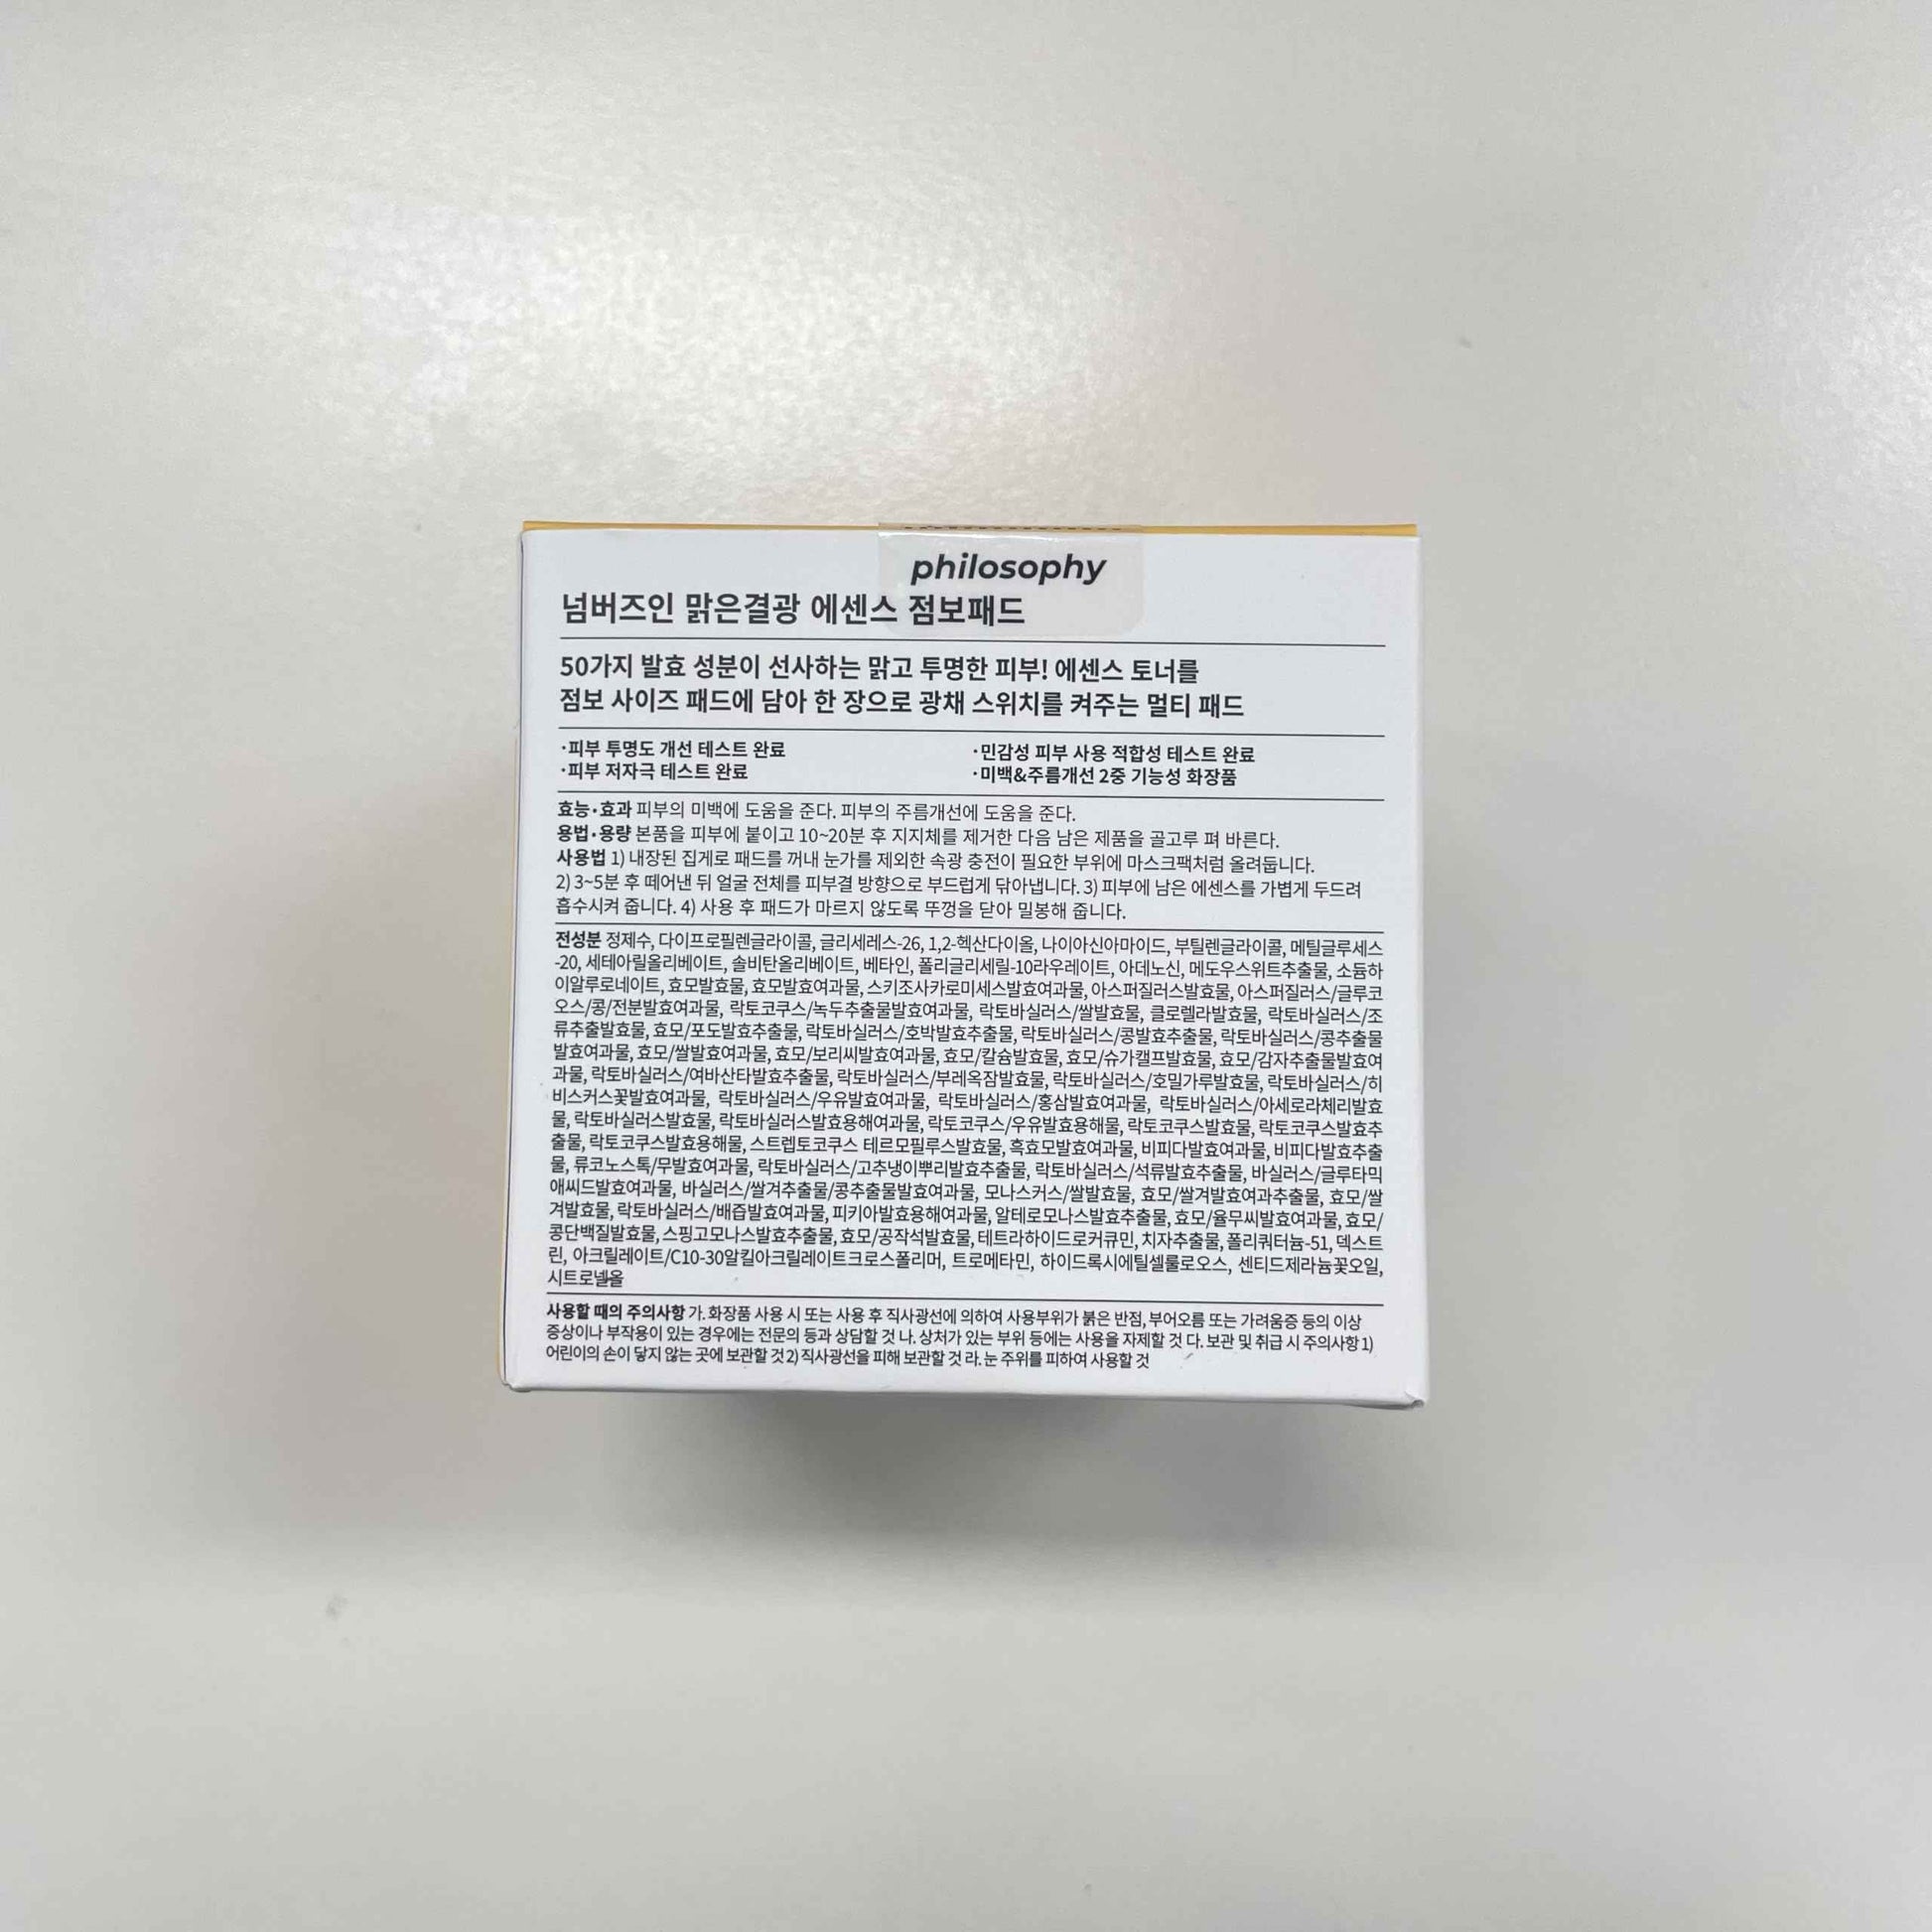 philosophy
넘버즈인 맑은결광 에센스 점보패드
50가지 발효 성분이 선사하는 맑고 투명한 피부! 에센스 토너를
점보 사이즈 패드에 담아 한 장으로 광채 스위치를 켜주는 멀티 패드
·피부 투명도 개선 테스트 완료
·피부 저자극 테스트 완료
·민감성 피부 사용 적합성 테스트 완료
·미백&주름개선 2중 기능성 화장품
효능·효과 피부의 미백에 도움을 준다. 피부의 주름개선에 도움을 준다.
용법·용량 본품을 피부에 붙이고 10~20분 후 지지체를 제거한 다음 남은 제품을 골고루 펴 바른다.
사용법 1) 내장된 집게로 패드를 꺼내 눈가를 제외한 속광 충전이 필요한 부위에 마스크팩처럼 올려둡니다.
2) 3~5분 후 떼어낸 뒤 얼굴 전체를 피부결 방향으로 부드럽게 닦아냅니다. 3) 피부에 남은 에센스를 가볍게 두드려
흡수시켜 줍니다. 4) 사용 후 패드가 마르지 않도록 뚜껑을 닫아 밀봉해 줍니다.
전성분 정제수, 다이프로필렌글라이콜, 글리세레스-26, 1,2-헥산다이올, 나이아신아마이드, 부틸렌글라이콜, 메틸글루세스
-20, 세테아릴올리베이트, 솔비탄올리베이트, 베타인, 폴리글리세릴-10라우레이트, 아데노신, 메도우스위트추출물, 소듐하
이알루로네이트, 효모발효물, 효모발효여과물, 스키조사카로미세스발효여과물, 아스퍼질러스발효물, 아스퍼질러스/글루코
오스/콩/전분발효여과물, 락토코쿠스/녹두추출물발효여과물, 락토바실러스/쌀발효물, 클로렐라발효물, 락토바실러스/조
류추출발효물, 효모/포도발효추출물, 락토바실러스/호박발효추출물, 락토바실러스/콩발효추출물, 락토바실러스/콩추출물
발효여과물, 효모/쌀발효여과물, 효모/보리씨발효여과물, 효모/칼슘발효물, 효모/슈가캘프발효물, 효모/감자추출물발효여
과물, 락토바실러스/여바산타발효추출물, 락토바실러스/부레옥잠발효물, 락토바실러스/호밀가루발효물, 락토바실러스/히
비스커스꽃발효여과물, 락토바실러스/우유발효여과물, 락토바실러스/홍삼발효여과물, 락토바실러스/아세로라체리발효
물, 락토바실러스발효물, 락토바실러스발효용해여과물, 락토코쿠스/우유발효용해물, 락토코쿠스발효물, 락토코쿠스발효추
출물, 락토코쿠스발효용해물, 스트렙토코쿠스 테르모필루스발효물, 흑효모발효여과물, 비피다발효여과물, 비피다발효추출
물, 류코노스톡/무발효여과물, 락토바실러스/고추냉이뿌리발효추출물, 락토바실러스/석류발효추출물, 바실러스/글루타믹
애씨드발효여과물, 바실러스/쌀겨추출물/콩추출물발효여과물, 모나스커스/쌀발효물, 효모/쌀겨발효여과추출물, 효모/쌀
겨발효물, 락토바실러스/배즙발효여과물, 피키아발효용해여과물, 알테로모나스발효추출물, 효모/율무씨발효여과물, 효모/
콩단백질발효물, 스핑고모나스발효추출물, 효모/공작석발효물, 테트라하이드로커큐민, 치자추출물, 폴리쿼터늄-51, 덱스트
린, 아크릴레이트/C10-30알킬아크릴레이트크로스폴리머, 트로메타민, 하이드록시에틸셀룰로오스, 센티드제라늄꽃오일,
시트로넬올
사용할 때의 주의사항 가. 화장품 사용 시 또는 사용 후 직사광선에 의하여 사용부위가 붉은 반점, 부어오름 또는 가려움증 등의 이상
증상이나 부작용이 있는 경우에는 전문의 등과 상담할 것 나. 상처가 있는 부위 등에는 사용을 자제할 것 다. 보관 및 취급 시 주의사항 1)
어린이의 손이 닿지 않는 곳에 보관할 것 2) 직사광선을 피해 보관할 것 라. 눈 주위를 피하여 사용할 것